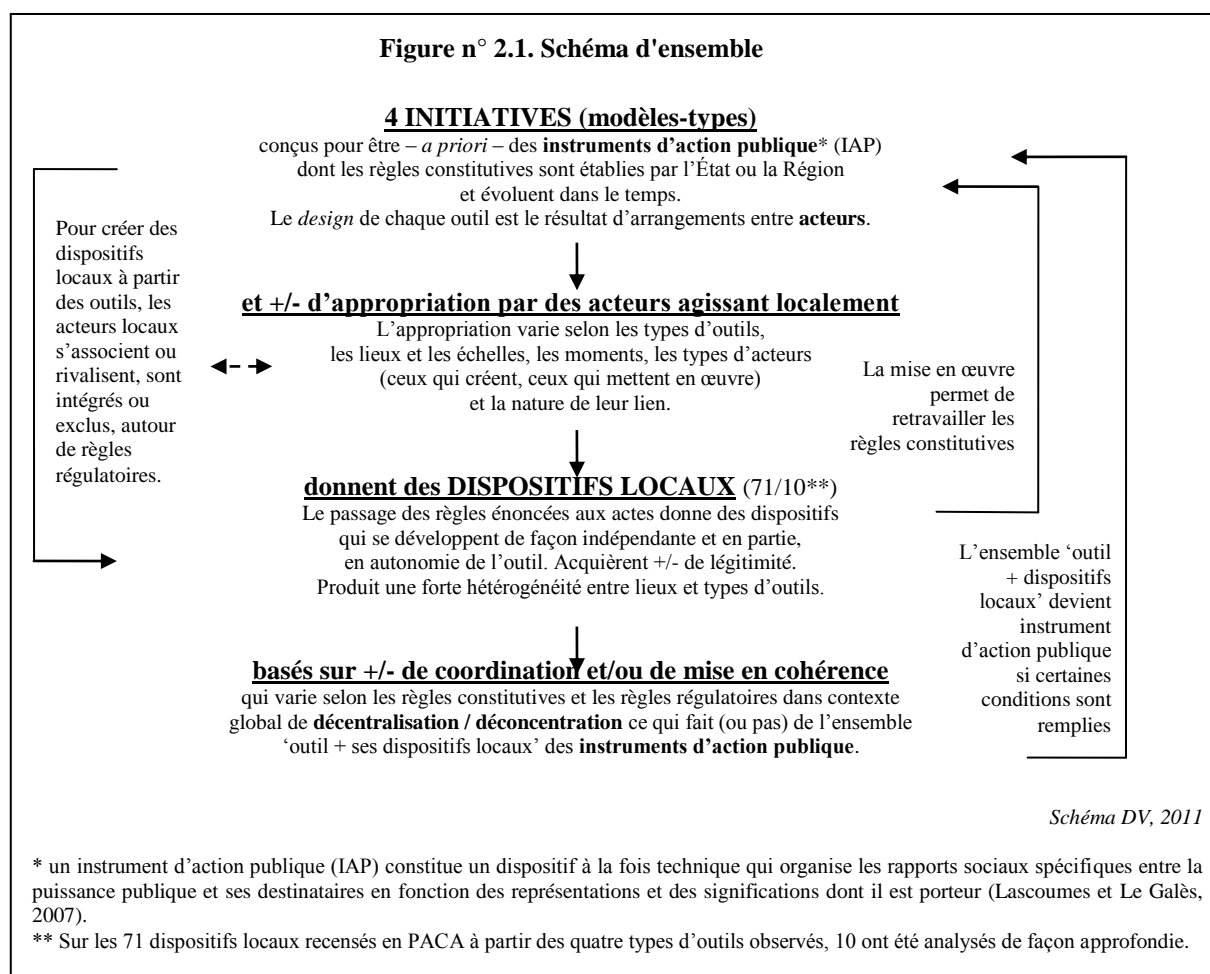 Figure n° 2.1. Schéma d'ensemble
4 INITIATIVES (modèles-types)
conçus pour être – a priori – des instruments d’action publique* (IAP)
dont les règles constitutives sont établies par l’État ou la Région
et évoluent dans le temps.
Le design de chaque outil est le résultat d’arrangements entre acteurs.
Pour créer des
dispositifs
locaux à partir
des outils, les
acteurs locaux
s’associent ou
rivalisent, sont
intégrés ou
exclus, autour
de règles
régulatoires.
et +/- d’appropriation par des acteurs agissant localement
L’appropriation varie selon les types d’outils,
les lieux et les échelles, les moments, les types d’acteurs
(ceux qui créent, ceux qui mettent en œuvre)
et la nature de leur lien.
La mise en œuvre
permet de
retravailler les
règles constitutives
donnent des DISPOSITIFS LOCAUX (71/10**)
Le passage des règles énoncées aux actes donne des dispositifs
qui se développent de façon indépendante et en partie,
en autonomie de l’outil. Acquièrent +/- de légitimité.
Produit une forte hétérogénéité entre lieux et types d’outils.
L’ensemble ‘outil
+ dispositifs
locaux’ devient
instrument
d’action publique
si certaines
conditions sont
remplies
basés sur +/- de coordination et/ou de mise en cohérence
qui varie selon les règles constitutives et les règles régulatoires dans contexte
global de décentralisation / déconcentration ce qui fait (ou pas) de l’ensemble
‘outil + ses dispositifs locaux’ des instruments d’action publique.
Schéma DV, 2011
* un instrument d’action publique (IAP) constitue un dispositif à la fois technique qui organise les rapports sociaux spécifiques entre la
puissance publique et ses destinataires en fonction des représentations et des significations dont il est porteur (Lascoumes et Le Galès,
2007).
** Sur les 71 dispositifs locaux recensés en PACA à partir des quatre types d’outils observés, 10 ont été analysés de façon approfondie.